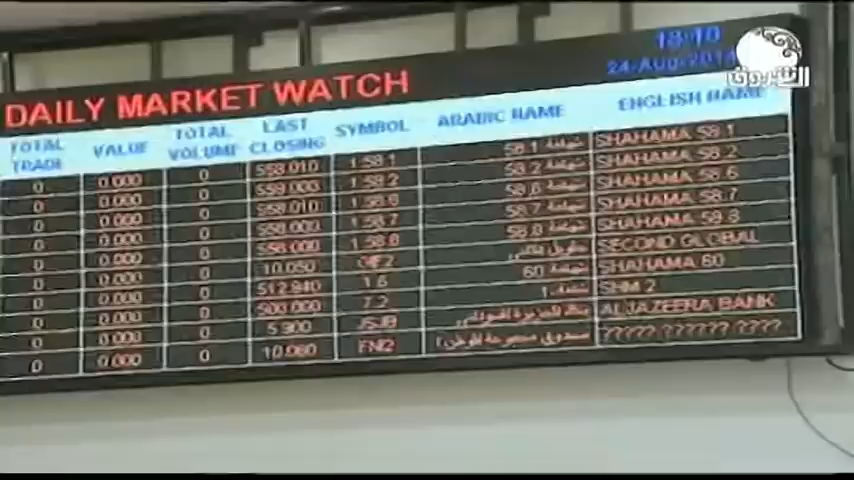 18:10
24-Aug-201
الشروق
DAILY MARKET WATCH
TOTAL TRADE VALUE TOTAL VOLUME LAST CLOSING SYMBOL ARABIC NAME ENGLISH NAME
0 0.000 0 558.010 1.58.1 شهامة 58.1 SHAHAMA 58.1
0 0.000 0 559.000 1.58.2 شهامة 58.2 SHAHAMA 58.2
0 0.000 0 558.010 1.58.6 شهامة 58.6 SHAHAMA 58.6
0 0.000 0 558.000 1.58.7 شهامة 58.7 SHAHAMA 58.7
0 0.000 0 558.000 1.58.8 شهامة 58.8 SHAHAMA 58.8
0 0.000 0 10.050 SECOND GLOBAL
0 0.000 0 512.940 1.6 شهامة 60 SHAHAMA 60
0 0.000 0 500.000 7.2 SHM 2
0 0.000 0 5.900 JSJB بنك الجزيرة السوداني ALJAZEERA BANK
0 0.000 0 10.060 FNI2 ????? ?????? ????